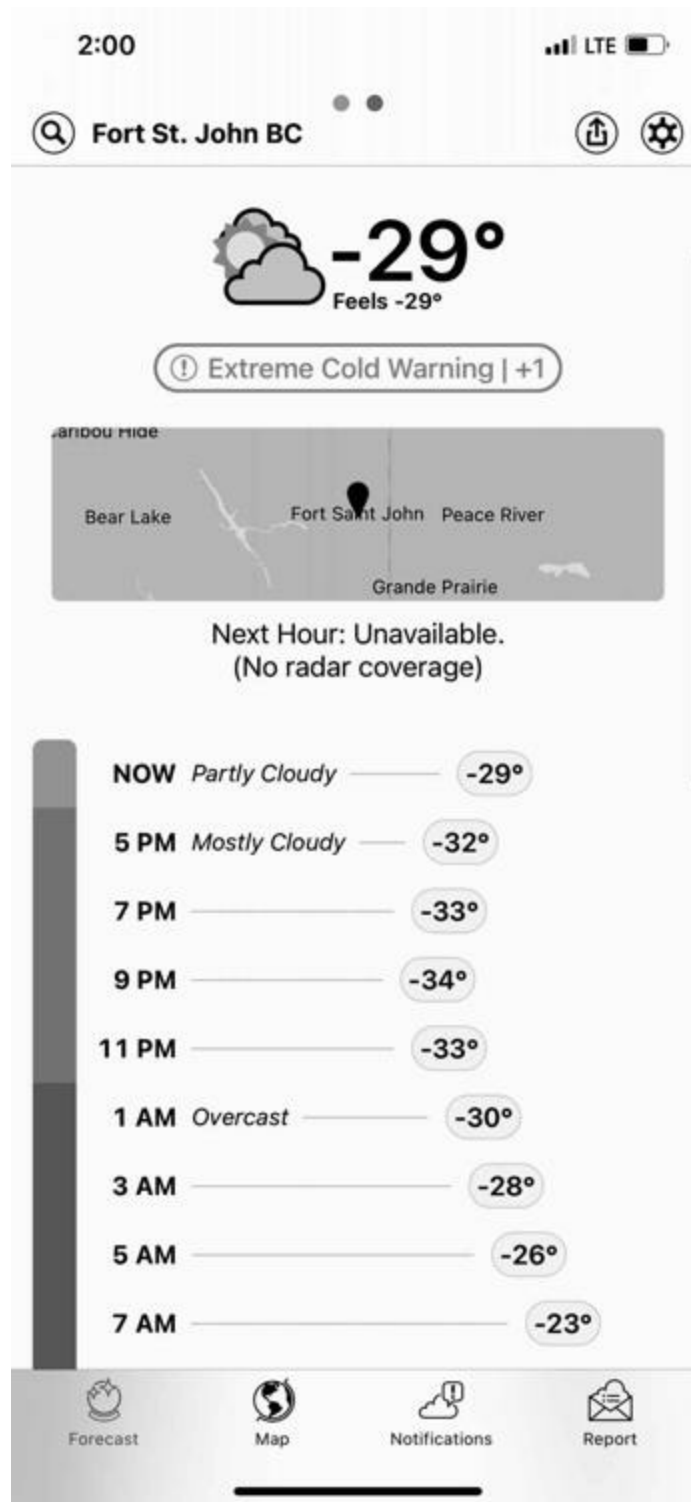 2:00 LTE
Fort St. John BC
-29°
Feels -29°
Extreme Cold Warning | +1
aribou Hide
Bear Lake Fort Saint John Peace River
Grande Prairie
Next Hour: Unavailable.
(No radar coverage)
NOW Partly Cloudy -29°
5 PM Mostly Cloudy -32°
7 PM -33°
9 PM -34°
11 PM -33°
1 AM Overcast -30°
3 AM -28°
5 AM -26°
7 AM -23°
Forecast Map Notifications Report